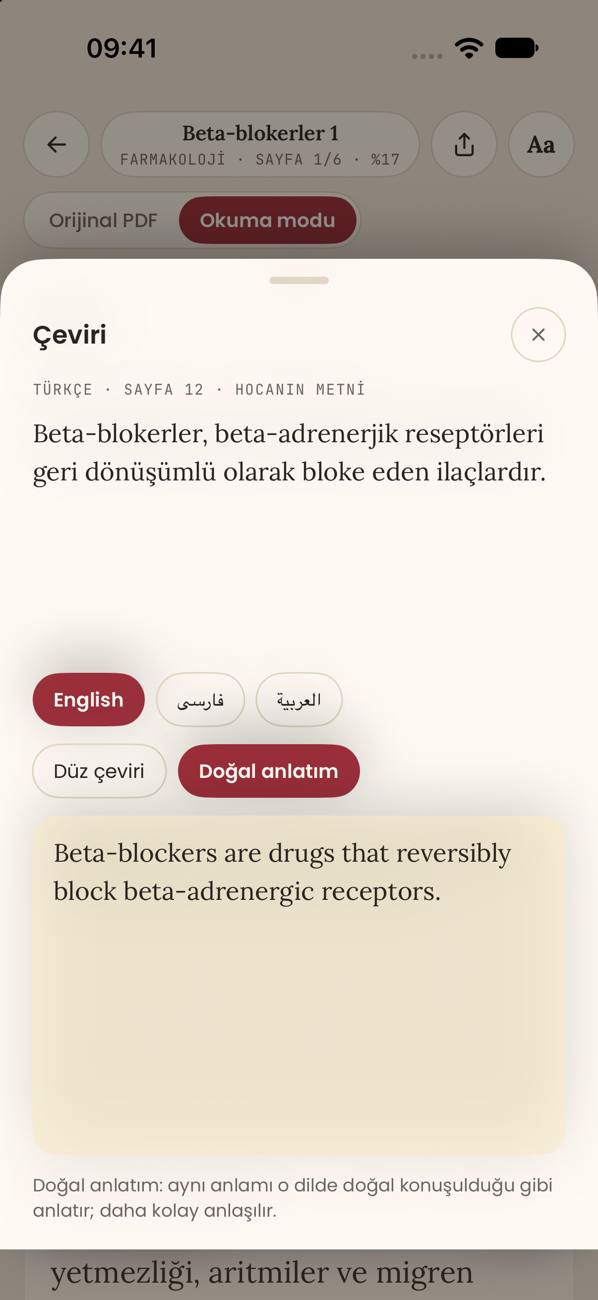 09:41
Beta-blokerler 1
FARMAKOLOJİ · SAYFA 1/6 · %17
Aa
Orijinal PDF
Okuma modu
Çeviri
TÜRKÇE · SAYFA 12 · HOCANIN METNİ
Beta-blokerler, beta-adrenerjik reseptörleri
geri dönüşümlü olarak bloke eden ilaçlardır.
English
فارسی
العربية
Düz çeviri
Doğal anlatım
Beta-blockers are drugs that reversibly
block beta-adrenergic receptors.
Doğal anlatım: aynı anlamı o dilde doğal konuşulduğu gibi
anlatır; daha kolay anlaşılır.
yetmezliği, aritmiler ve migren